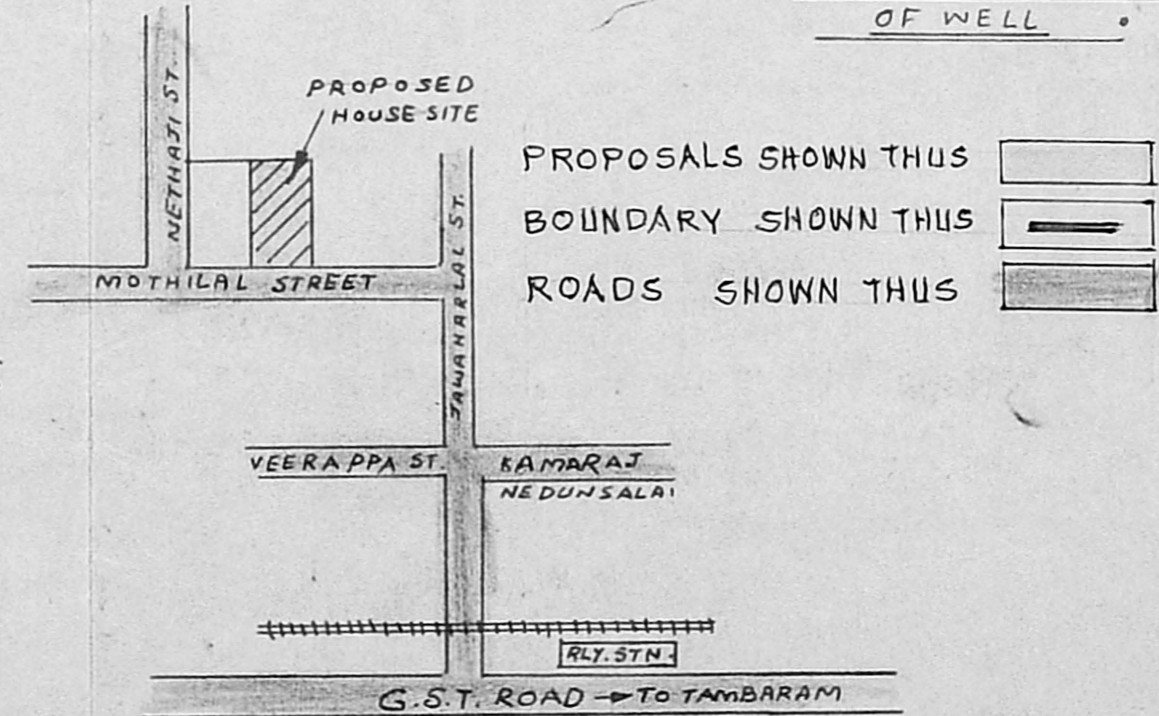 OF WELL
PROPOSED
HOUSE SITE
NETHAJI ST.
PROPOSALS SHOWN THUS
BOUNDARY SHOWN THUS
ROADS SHOWN THUS
MOTHILAL STREET
JAWAHARLAL ST.
VEERAPPA ST.
KAMARAJ
NEDUNSALAI
RLY. STN.
G.S.T. ROAD → TO TAMBARAM